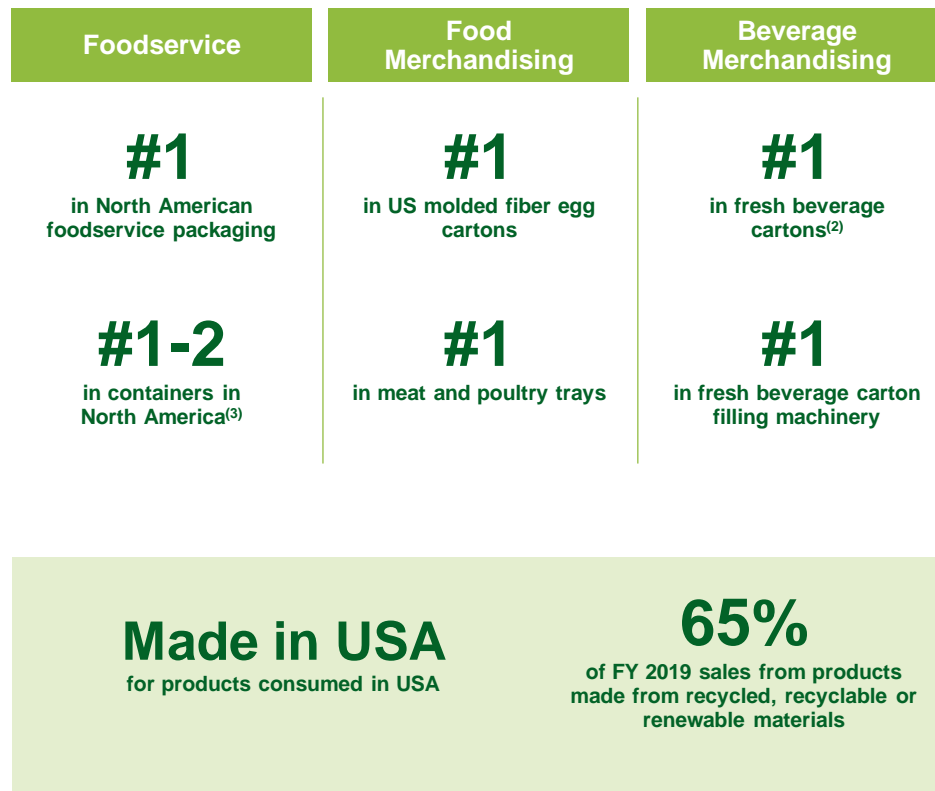 Foodservice
Food
Merchandising
Beverage
Merchandising
#1
in North American
foodservice packaging
#1
in US molded fiber egg
cartons
#1
in fresh beverage
cartons(2)
#1-2
in containers in
North America(3)
#1
in meat and poultry trays
#1
in fresh beverage carton
filling machinery
Made in USA
for products consumed in USA
65%
of FY 2019 sales from products
made from recycled, recyclable or
renewable materials